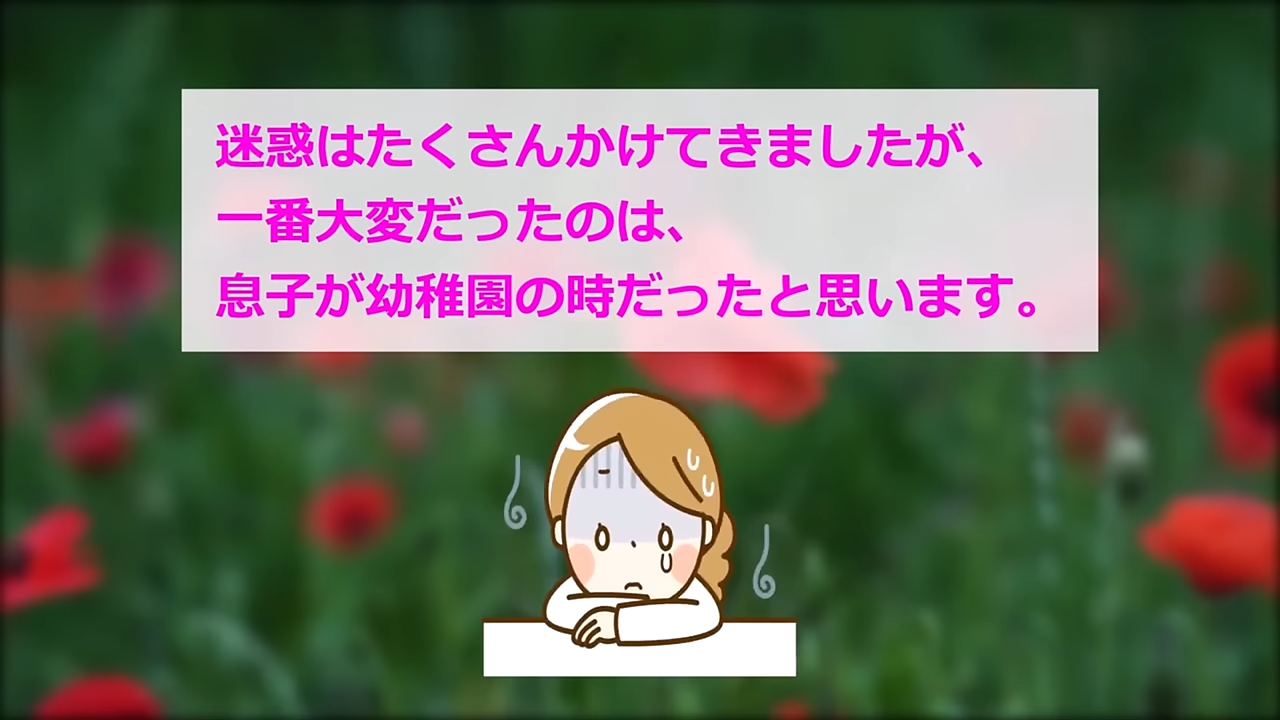 迷惑はたくさんかけてきましたが、
一番大変だったのは、
息子が幼稚園の時だったと思います。